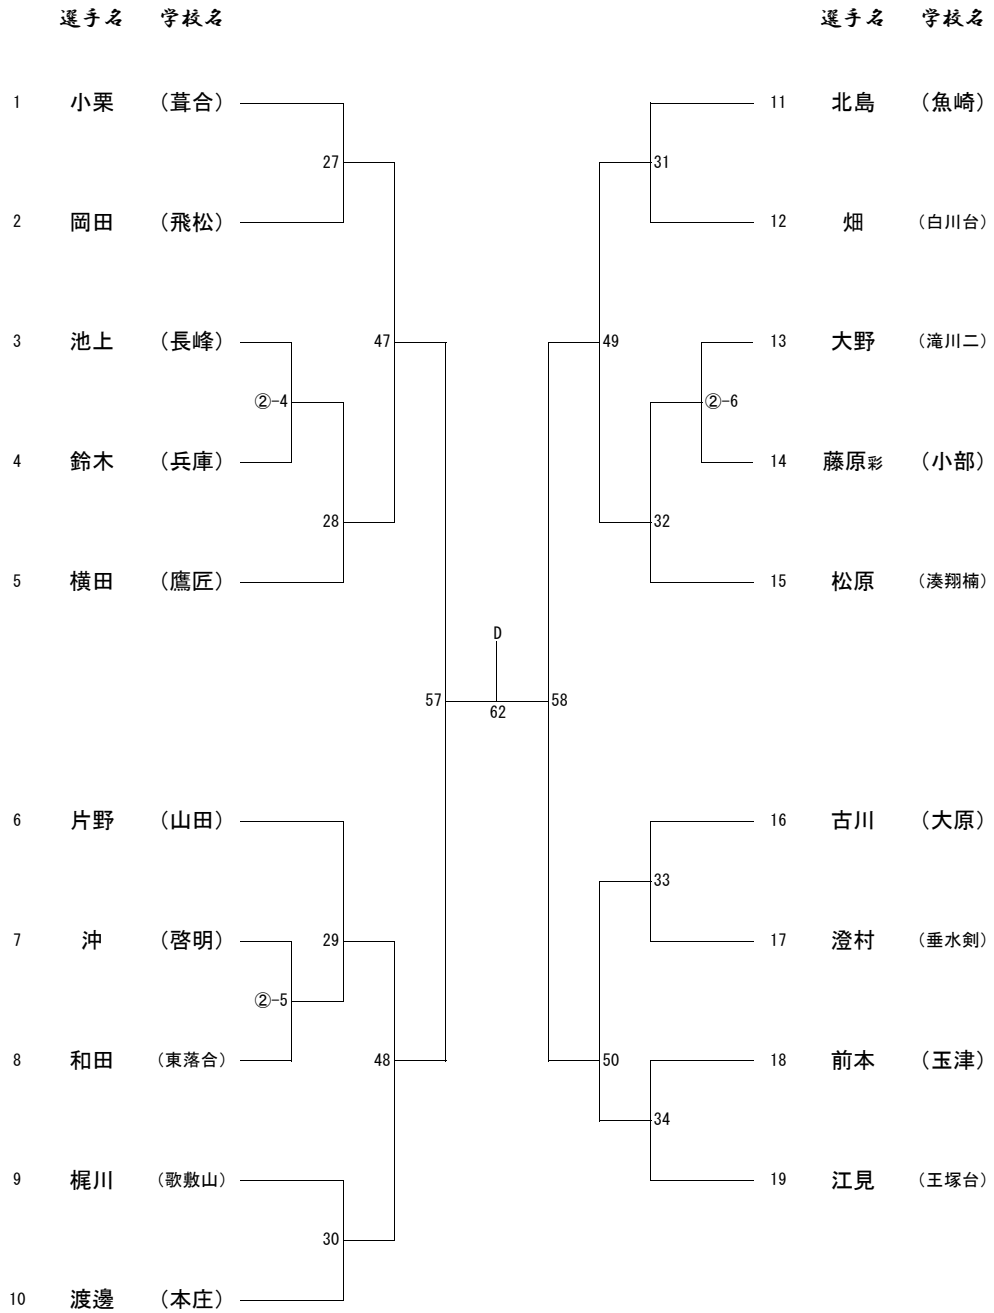 選手名 学校名 選手名 学校名
1 小栗 （葺合） 11 北島 （魚崎）
27 31
2 岡田 （飛松） 12 畑 （白川台）
3 池上 （長峰） 47 49 13 大野 （滝川二）
②-4 ②-6
4 鈴木 （兵庫） 14 藤原彩 （小部）
28 32
5 横田 （鷹匠） 15 松原 （湊翔楠）
D
57 58
62
6 片野 （山田） 16 古川 （大原）
33
7 沖 （啓明） 29 17 澄村 （垂水剣）
②-5
8 和田 （東落合） 48 50 18 前本 （玉津）
34
9 梶川 （歌敷山） 19 江見 （王塚台）
30
10 渡邊 （本庄）